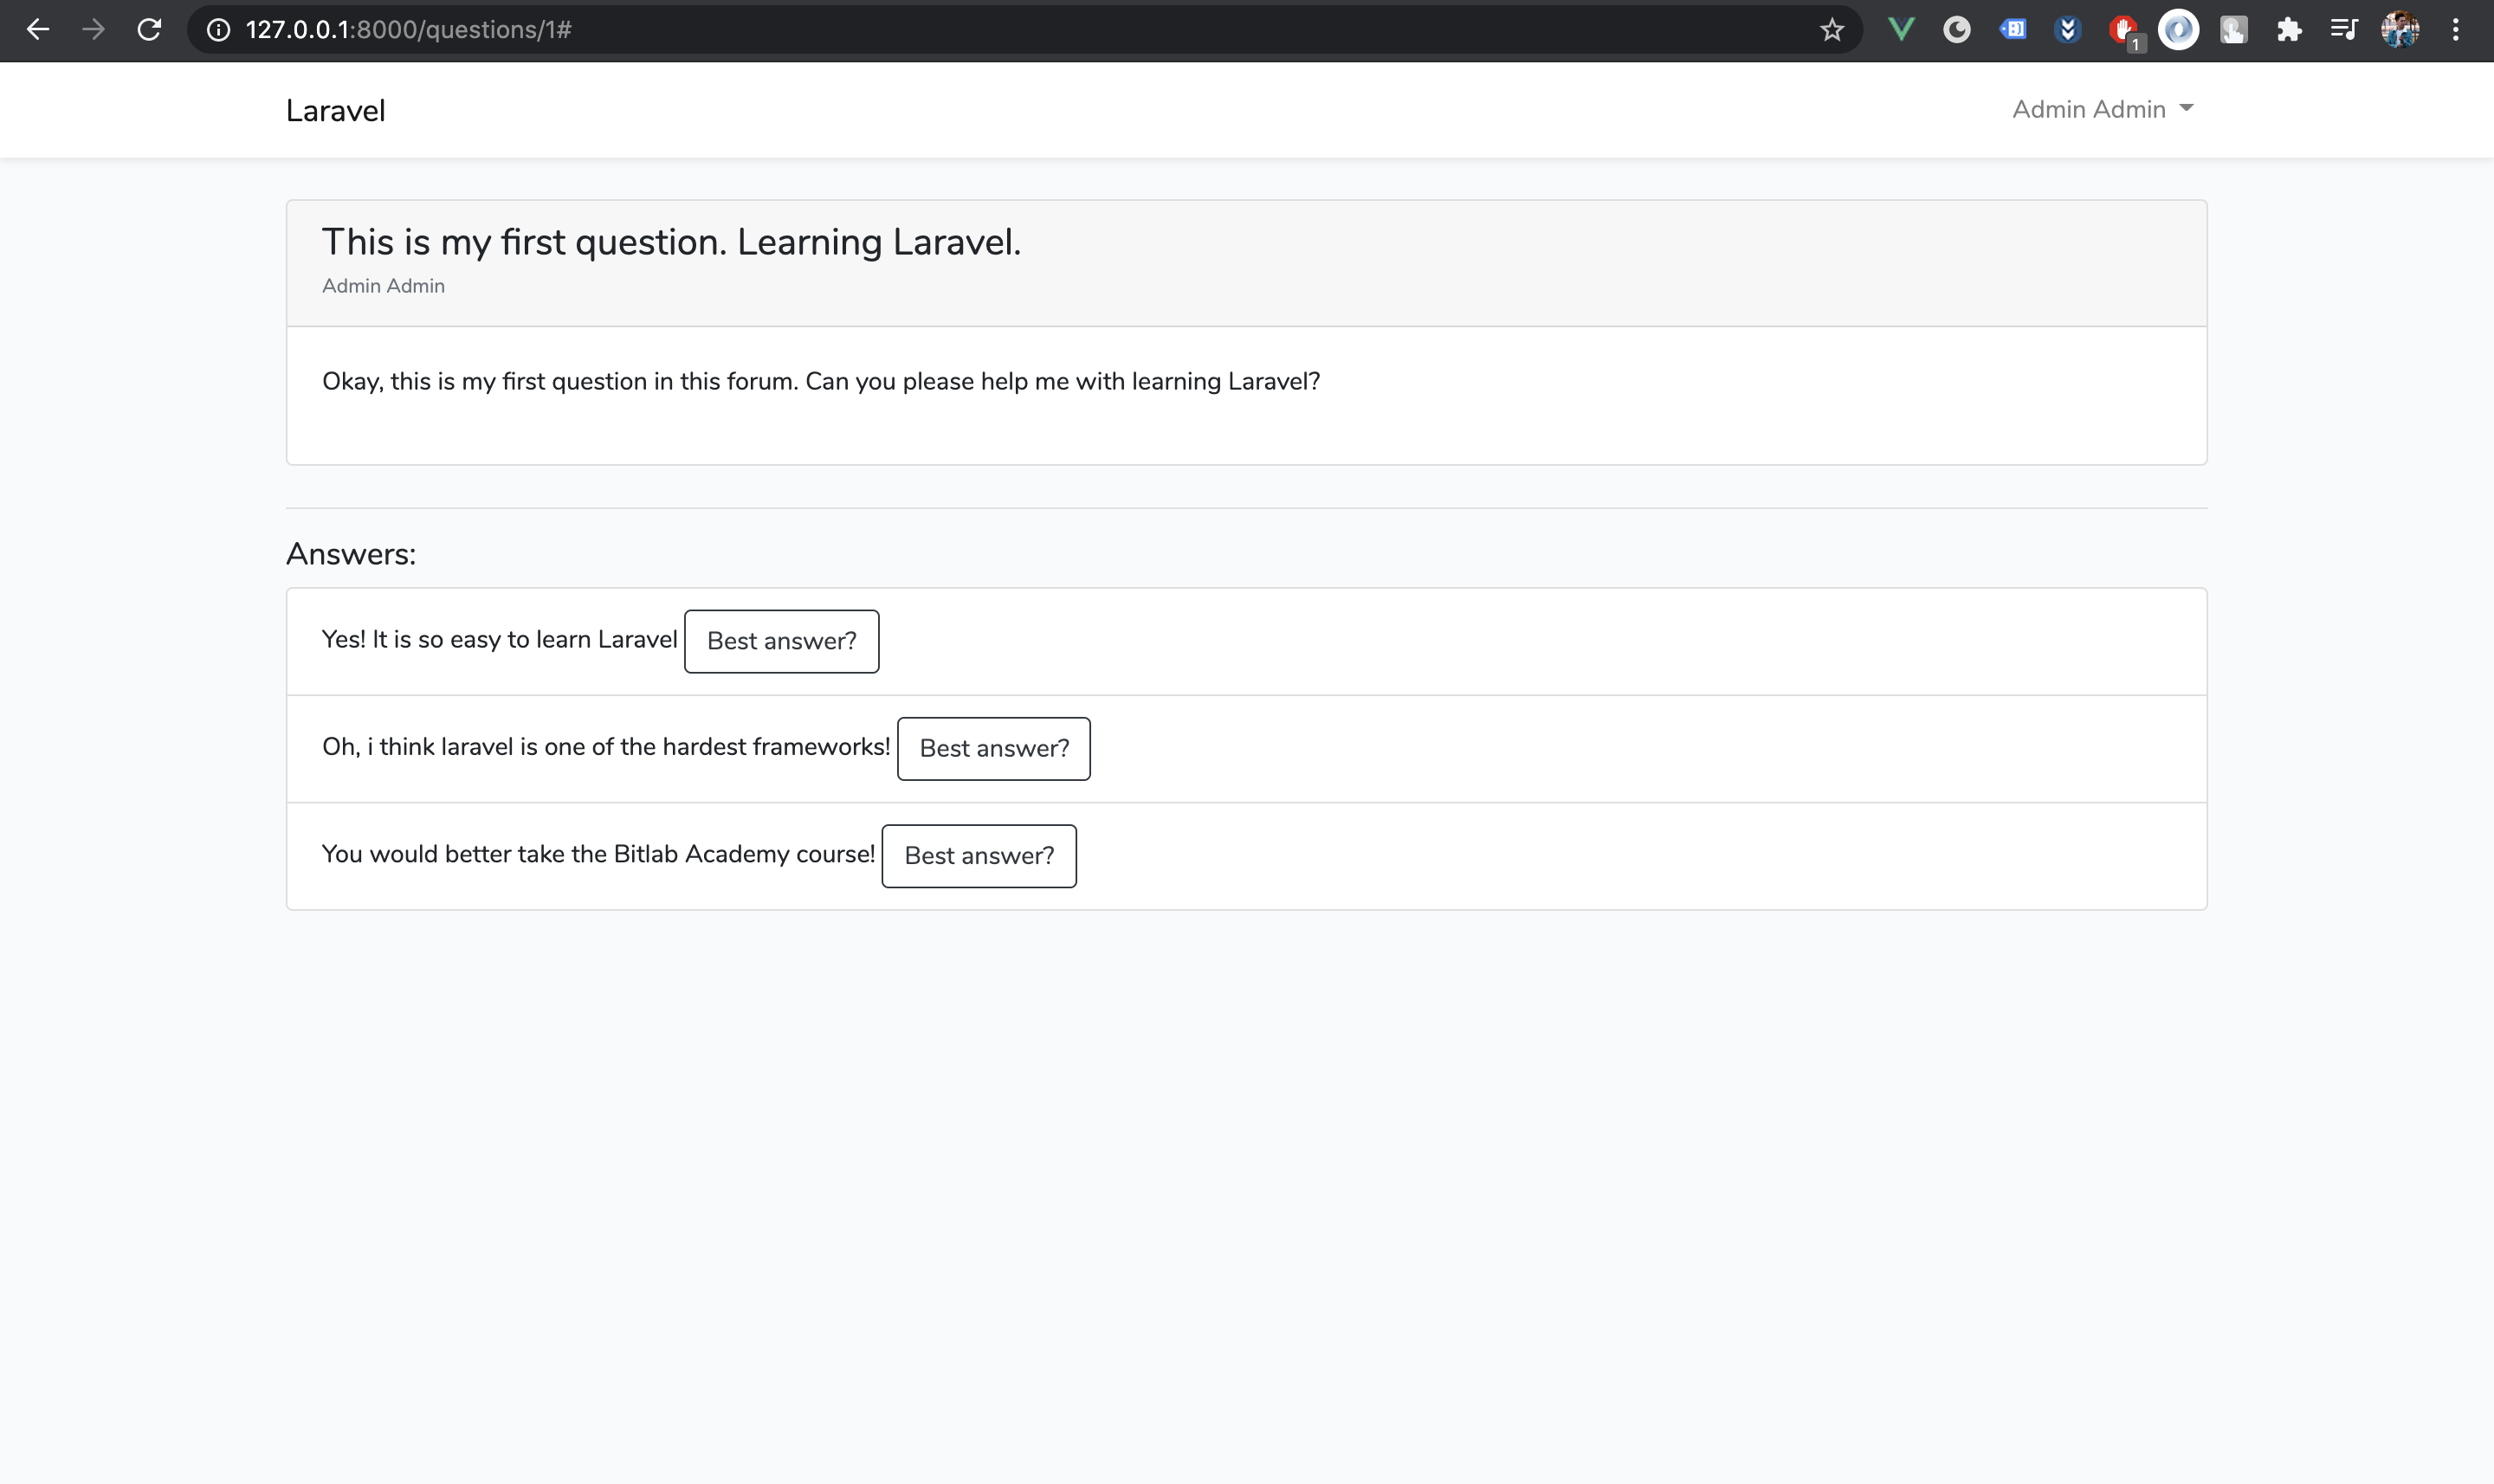 127.0.0.1:8000/questions/1#
1
Laravel
Admin Admin
This is my first question. Learning Laravel.
Admin Admin
Okay, this is my first question in this forum. Can you please help me with learning Laravel?
Answers:
Yes! It is so easy to learn Laravel Best answer?
Oh, i think laravel is one of the hardest frameworks! Best answer?
You would better take the Bitlab Academy course! Best answer?